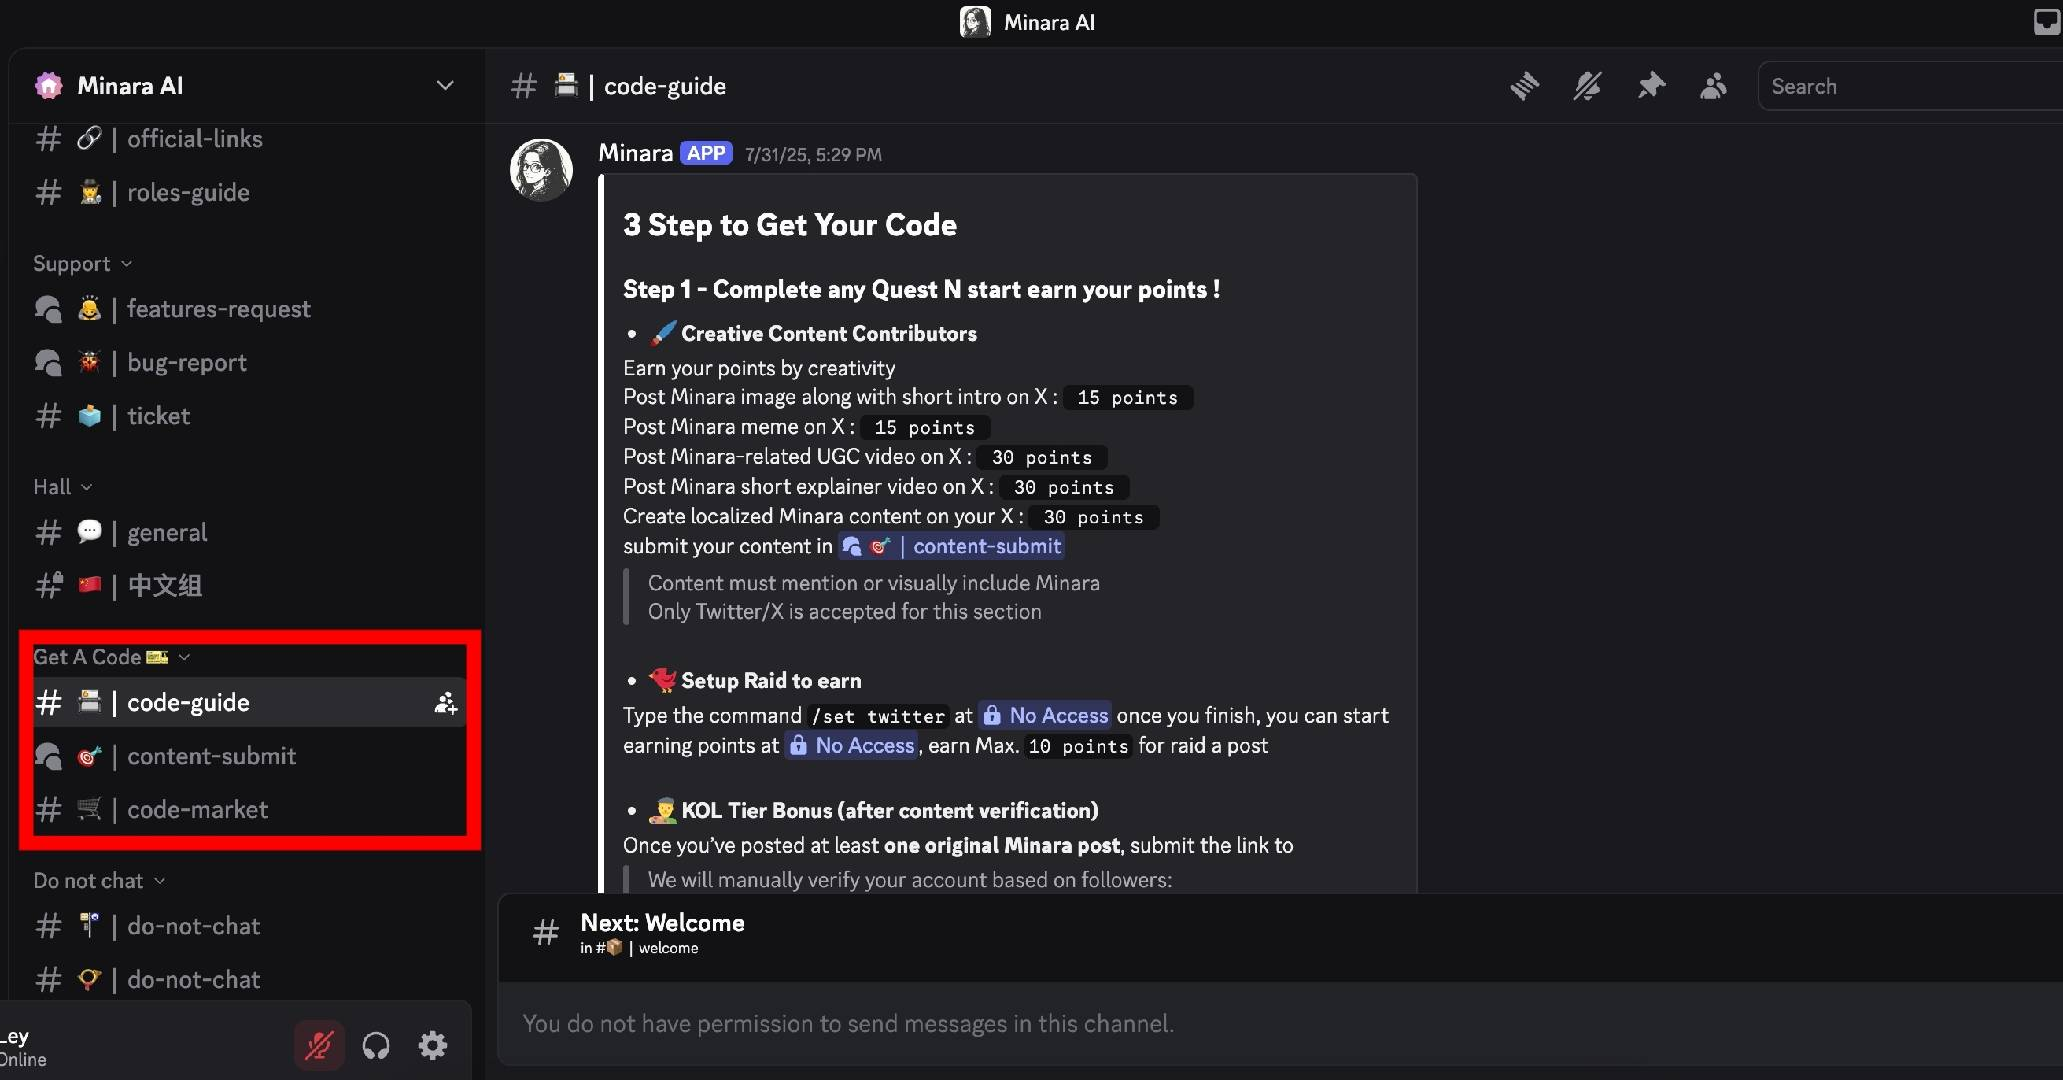 Minara AI
Minara AI
# | official-links
# | roles-guide
Support
| features-request
| bug-report
# | ticket
Hall
# | general
# | 中文组
Get A Code
# | code-guide
| content-submit
# | code-market
Do not chat
# | do-not-chat
# | do-not-chat
Ley
Online
# | code-guide
Search
Minara APP 7/31/25, 5:29 PM
3 Step to Get Your Code
Step 1 - Complete any Quest N start earn your points !
• Creative Content Contributors
Earn your points by creativity
Post Minara image along with short intro on X : 15 points
Post Minara meme on X : 15 points
Post Minara-related UGC video on X : 30 points
Post Minara short explainer video on X : 30 points
Create localized Minara content on your X : 30 points
submit your content in | content-submit
Content must mention or visually include Minara
Only Twitter/X is accepted for this section
• Setup Raid to earn
Type the command /set twitter at No Access once you finish, you can start
earning points at No Access , earn Max. 10 points for raid a post
• KOL Tier Bonus (after content verification)
Once you’ve posted at least one original Minara post, submit the link to
We will manually verify your account based on followers:
# Next: Welcome
in # | welcome
You do not have permission to send messages in this channel.